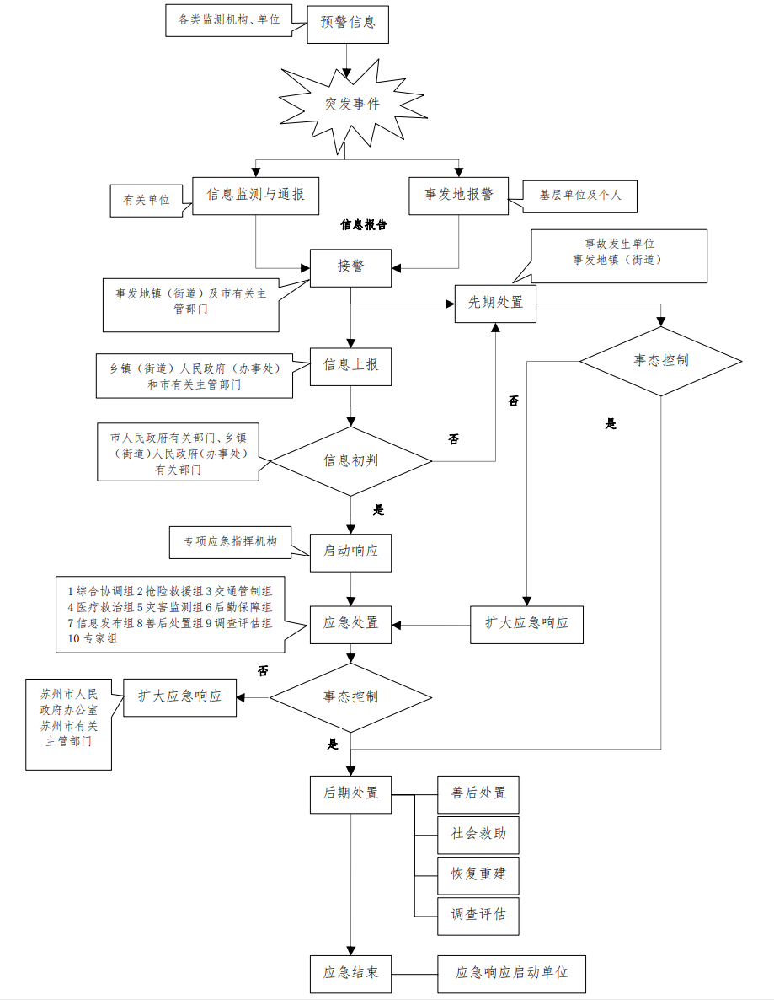 各类监测机构、单位
预警信息
突发事件
有关单位
信息监测与通报
事发地报警
基层单位及个人
信息报告
事故发生单位
事发地镇（街道）
接警
事发地镇（街道）及市有关主
管部门
先期处置
乡镇（街道）人民政府（办事处）
和市有关主管部门
信息上报
事态控制
否
是
市人民政府有关部门、乡镇
（街道）人民政府（办事处）
有关部门
信息初判
否
是
专项应急指挥机构
启动响应
1 综合协调组 2 抢险救援组 3 交通管制组
4 医疗救治组 5 灾害监测组 6 后勤保障组
7 信息发布组 8 善后处置组 9 调查评估组
10 专家组
应急处置
扩大应急响应
否
苏州市人民
政府办公室
苏州市有关
主管部门
扩大应急响应
事态控制
是
后期处置
善后处置
社会救助
恢复重建
调查评估
应急结束
应急响应启动单位